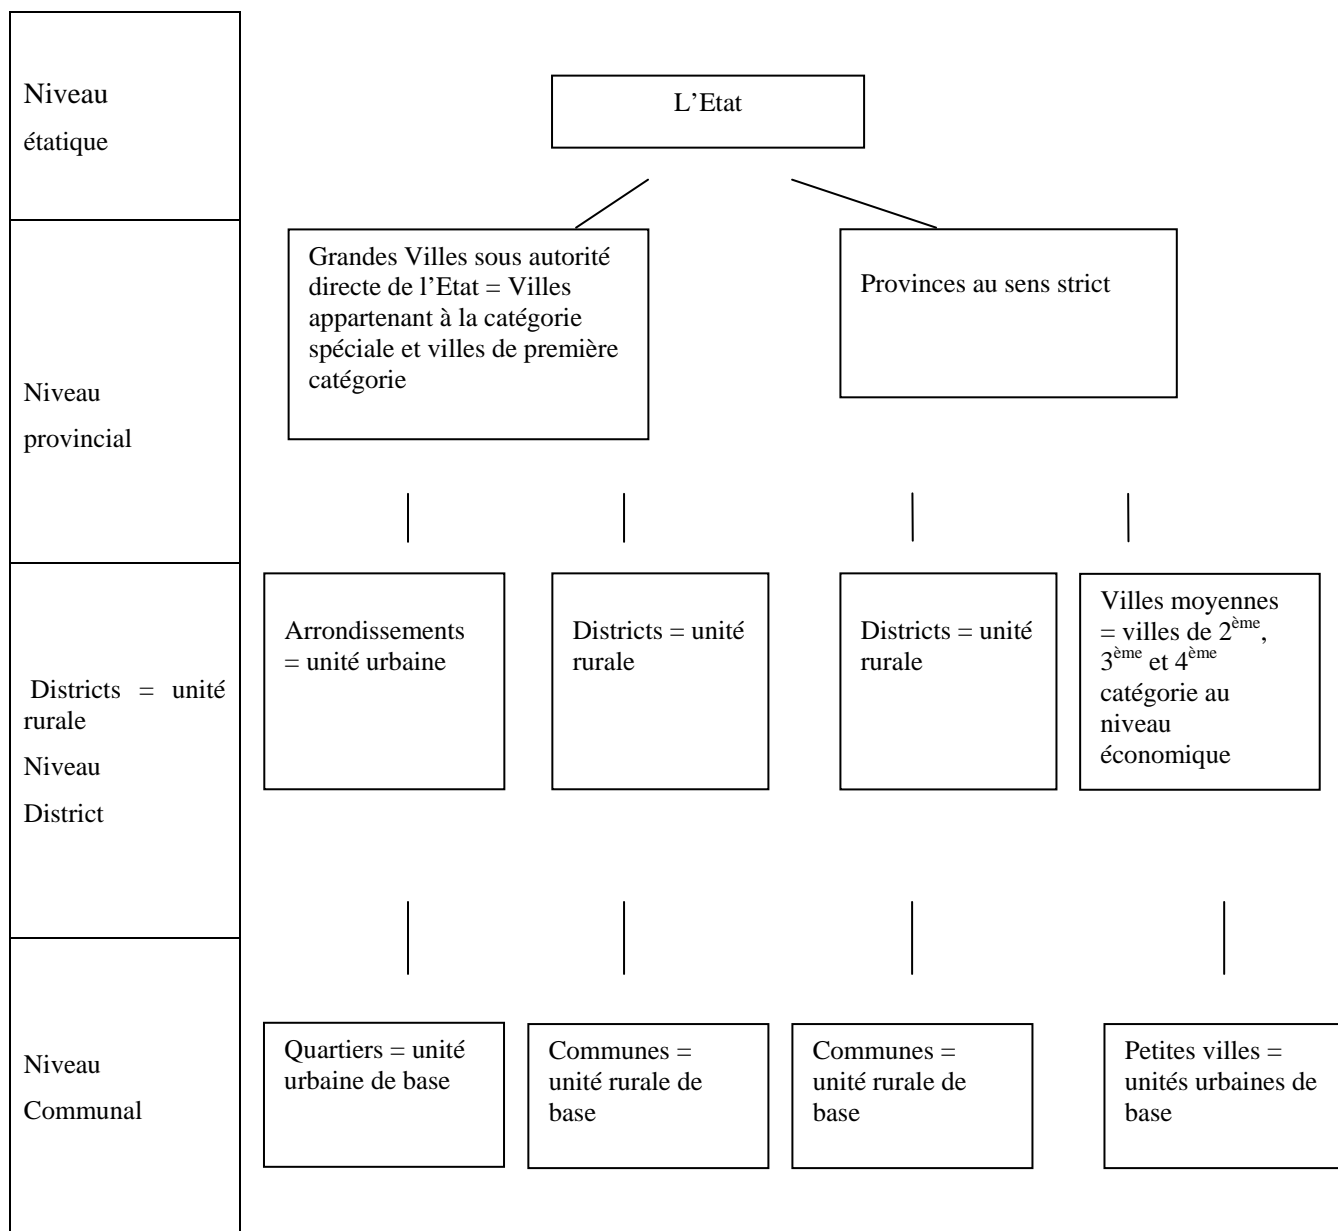 Niveau
étatique
L’Etat
Niveau
provincial
Grandes Villes sous autorité
directe de l’Etat = Villes
appartenant à la catégorie
spéciale et villes de première
catégorie
Provinces au sens strict
Districts = unité
rurale
Niveau
District
Arrondissements
= unité urbaine
Districts = unité
rurale
Districts = unité
rurale
Villes moyennes
= villes de 2ème,
3ème et 4ème
catégorie au
niveau
économique
Niveau
Communal
Quartiers = unité
urbaine de base
Communes =
unité rurale de
base
Communes =
unité rurale de
base
Petites villes =
unités urbaines de
base